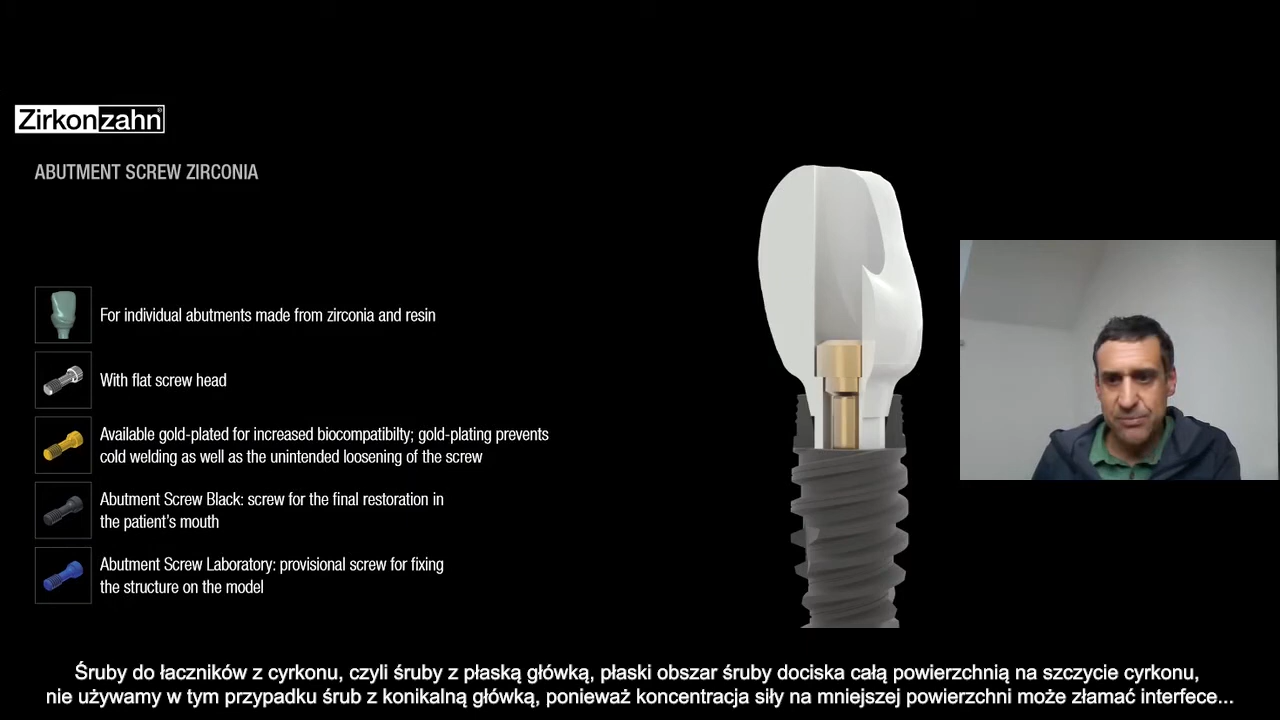 Zirkonzahn®
ABUTMENT SCREW ZIRCONIA
For individual abutments made from zirconia and resin
With flat screw head
Available gold-plated for increased biocompatibilty; gold-plating prevents
cold welding as well as the unintended loosening of the screw
Abutment Screw Black: screw for the final restoration in
the patient's mouth
Abutment Screw Laboratory: provisional screw for fixing
the structure on the model
Śruby do łaczników z cyrkonu, czyli śruby z płaską główką, płaski obszar śruby dociska całą powierzchnią na szczycie cyrkonu,
nie używamy w tym przypadku śrub z konikalną główką, ponieważ koncentracja siły na mniejszej powierzchni może złamać interfece...